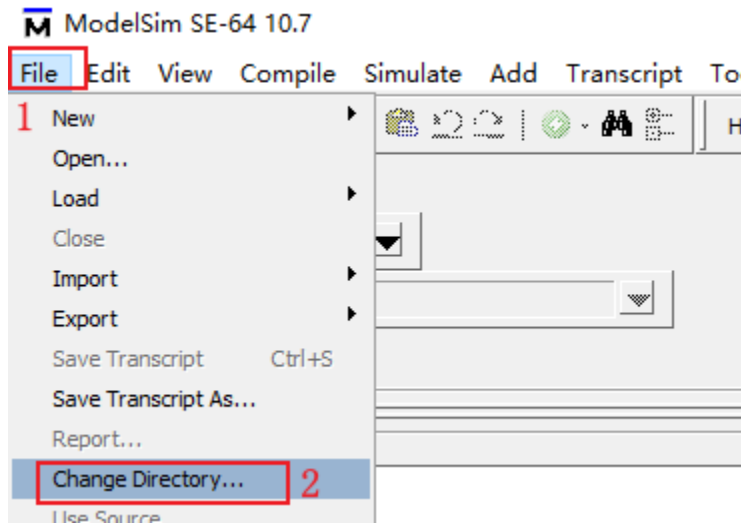 ModelSim SE-64 10.7
File Edit View Compile Simulate Add Transcript To
1 New
H
Open...
Load
Close
Import
Export
Save Transcript Ctrl+S
Save Transcript As...
Report...
Change Directory... 2
Use Source